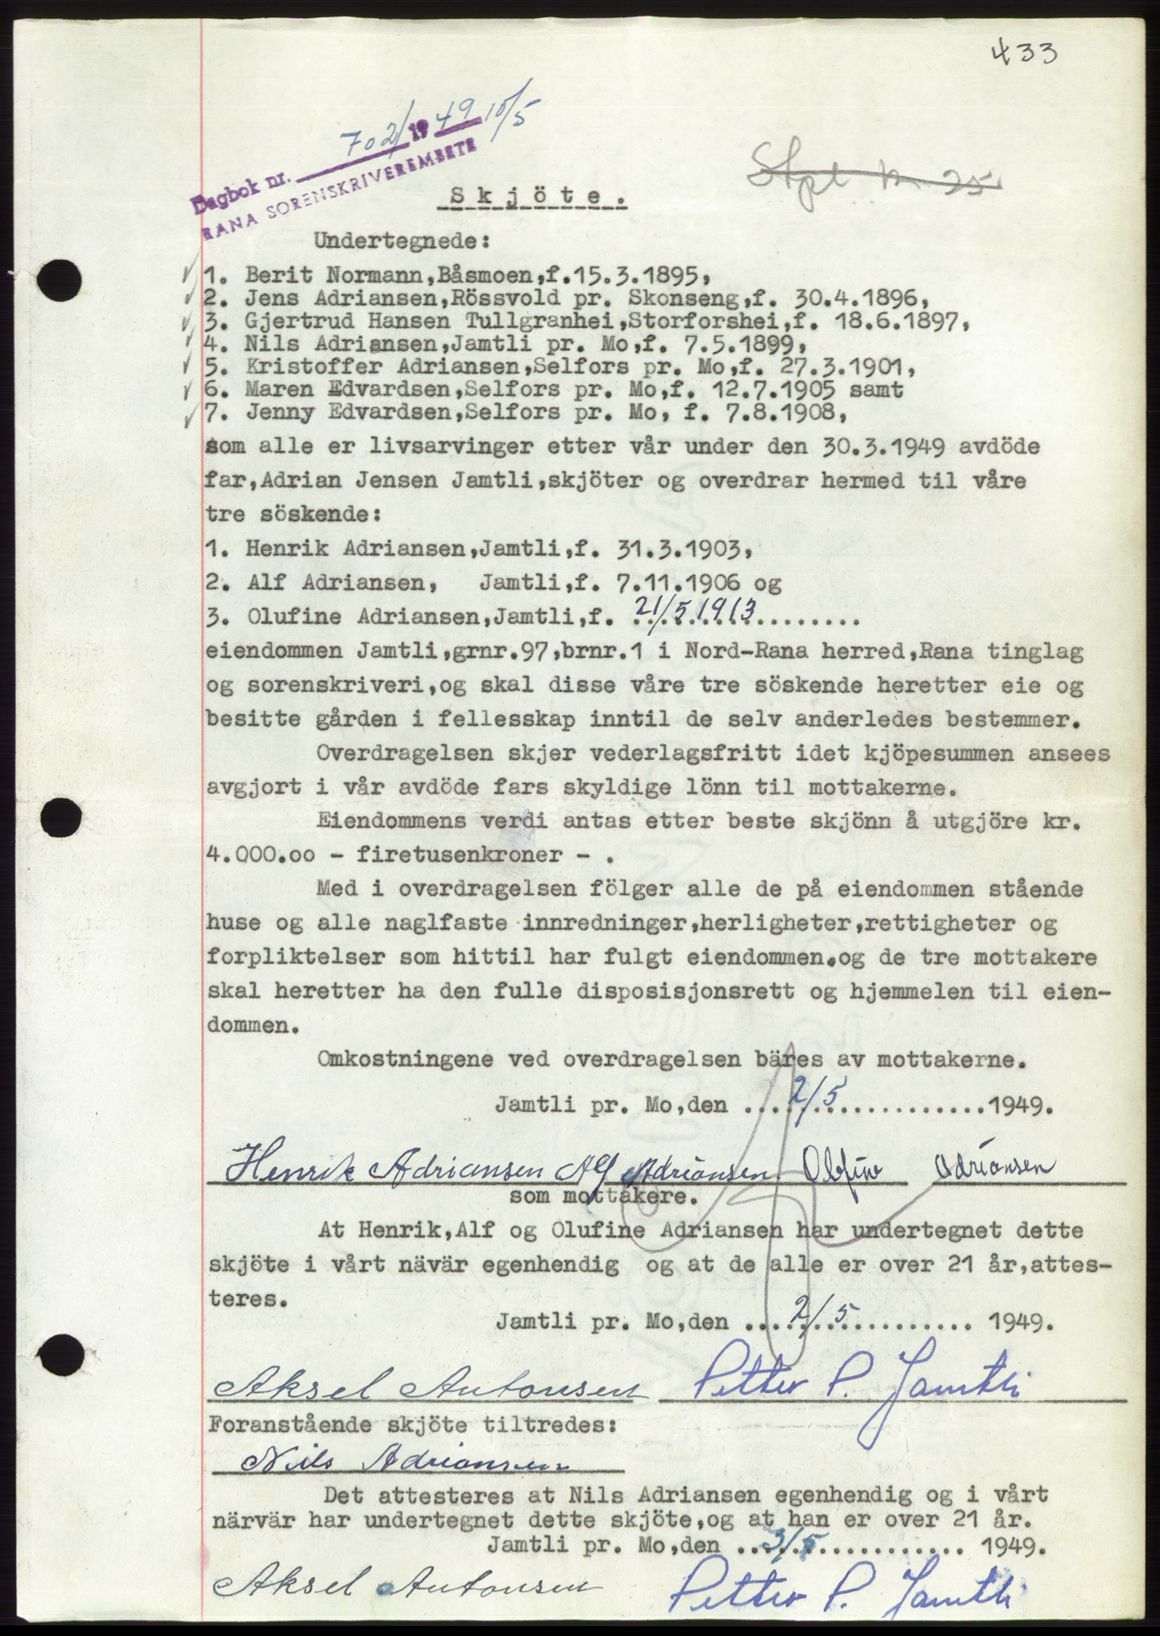 433
702/1949 10/5
Dagbok nr.
RANA SORENSKRIVEREMBETE
Stpl kr 25
Skjöte.
Undertegnede:
1. Berit Normann,Båsmoen,f.15.3.1895,
2. Jens Adriansen,Rössvold pr. Skonseng,f. 30.4.1896,
3. Gjertrud Hansen Tullgranhei,Storforshei,f. 18.6.1897,
4. Nils Adriansen,Jamtli pr. Mo,f. 7.5.1899,
5. Kristoffer Adriansen,Selfors pr. Mo,f. 27.3.1901,
6. Maren Edvardsen,Selfors pr. Mo,f. 12.7.1905 samt
7. Jenny Edvardsen,Selfors pr. Mo, f. 7.8.1908,
som alle er livsarvinger etter vår under den 30.3.1949 avdöde
far,Adrian Jensen Jamtli,skjöter og overdrar hermed til våre
tre söskende:
1. Henrik Adriansen,Jamtli,f. 31.3.1903,
2. Alf Adriansen, Jamtli,f. 7.11.1906 og
3. Olufine Adriansen,Jamtli,f. 21/5 1913
eiendommen Jamtli,grnr.97,brnr.1 i Nord-Rana herred,Rana tinglag
og sorenskriveri,og skal disse våre tre söskende heretter eie og
besitte gården i fellesskap inntil de selv anderledes bestemmer.
Overdragelsen skjer vederlagsfritt idet kjöpesummen ansees
avgjort i vår avdöde fars skyldige lönn til mottakerne.
Eiendommens verdi antas etter beste skjönn å utgjöre kr.
4.000.oo - firetusenkroner - .
Med i overdragelsen fölger alle de på eiendommen stående
huse og alle naglfaste innredninger,herligheter,rettigheter og
forpliktelser som hittil har fulgt eiendommen.og de tre mottakere
skal heretter ha den fulle disposisjonsrett og hjemmelen til eien-
dommen.
Omkostningene ved overdragelsen bäres av mottakerne.
Jamtli pr. Mo,den 2/5 1949.
Henrik Adriansen Alf Adriansen Olufine Adriansen
som mottakere.
At Henrik,Alf og Olufine Adriansen har undertegnet dette
skjöte i vårt nävär egenhendig og at de alle er over 21 år,attes-
teres.
Jamtli pr. Mo,den 2/5 1949.
Aksel Antonsen Petter P. Jamtli
Foranstående skjöte tiltredes:
Nils Adriansen
Det attesteres at Nils Adriansen egenhendig og i vårt
närvär har undertegnet dette skjöte,og at han er over 21 år.
Jamtli pr. Mo,den 3/5 1949.
Aksel Antonsen Petter P. Jamtli